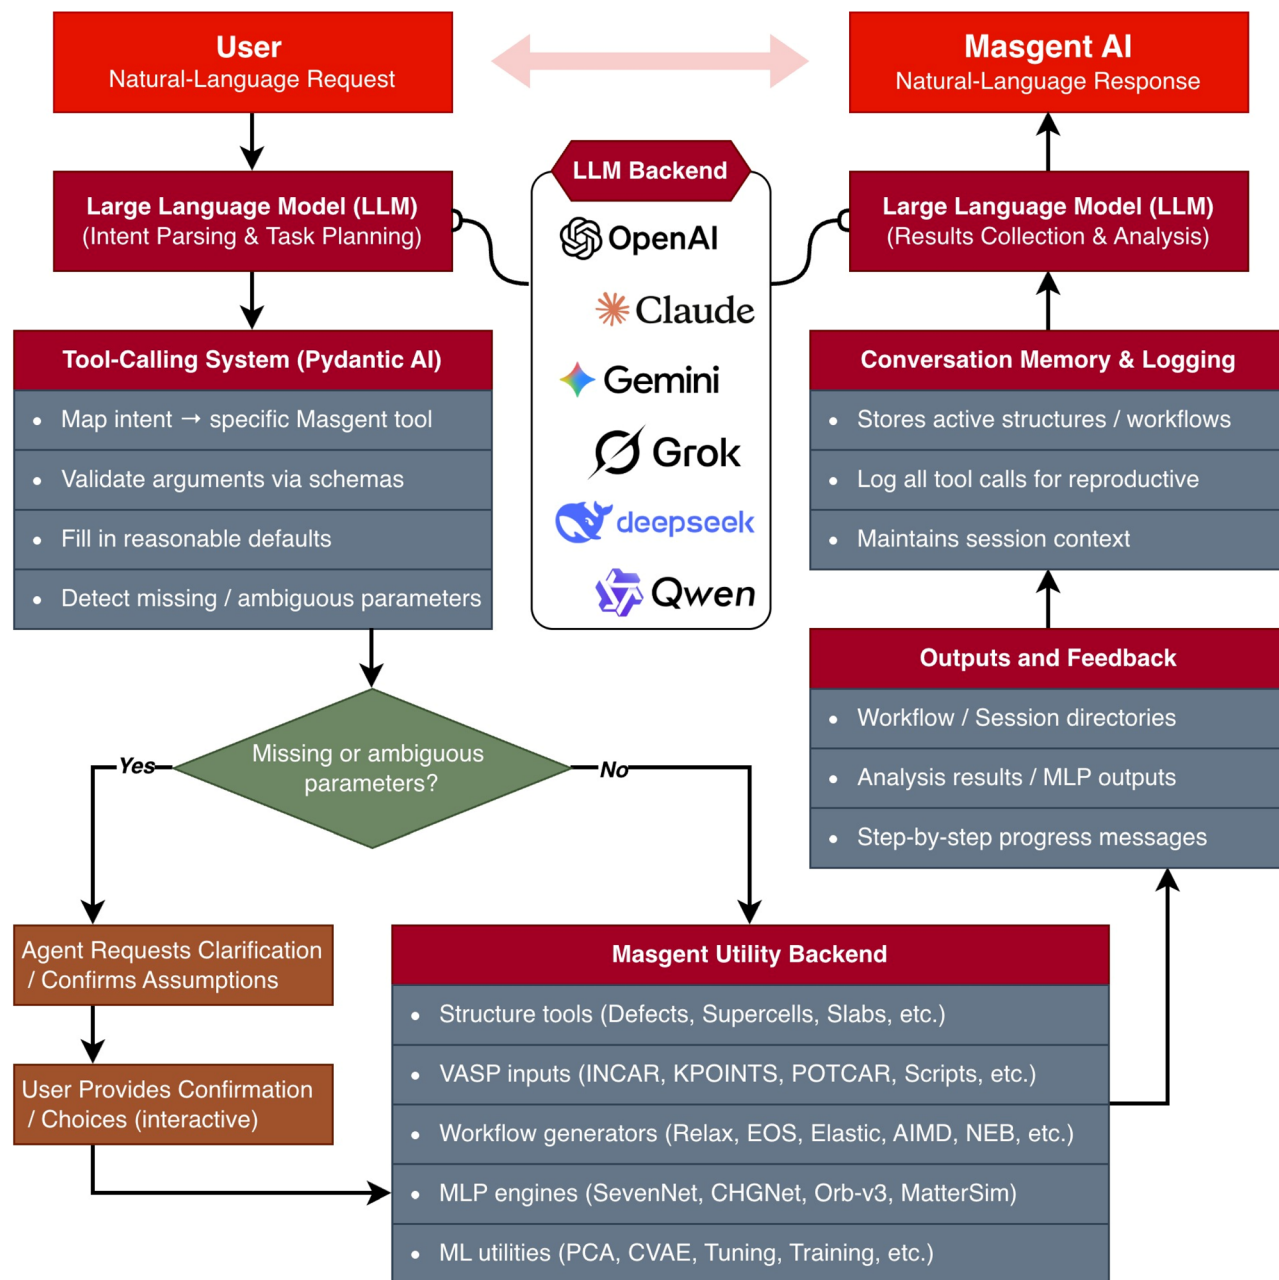 User
Natural-Language Request
Masgent AI
Natural-Language Response
Large Language Model (LLM)
(Intent Parsing & Task Planning)
LLM Backend
OpenAI
Claude
Gemini
Grok
deepseek
Qwen
Large Language Model (LLM)
(Results Collection & Analysis)
Tool-Calling System (Pydantic AI)
• Map intent → specific Masgent tool
• Validate arguments via schemas
• Fill in reasonable defaults
• Detect missing / ambiguous parameters
Conversation Memory & Logging
• Stores active structures / workflows
• Log all tool calls for reproductive
• Maintains session context
Outputs and Feedback
• Workflow / Session directories
• Analysis results / MLP outputs
• Step-by-step progress messages
Missing or ambiguous
parameters?
Yes
No
Agent Requests Clarification
/ Confirms Assumptions
User Provides Confirmation
/ Choices (interactive)
Masgent Utility Backend
• Structure tools (Defects, Supercells, Slabs, etc.)
• VASP inputs (INCAR, KPOINTS, POTCAR, Scripts, etc.)
• Workflow generators (Relax, EOS, Elastic, AIMD, NEB, etc.)
• MLP engines (SevenNet, CHGNet, Orb-v3, MatterSim)
• ML utilities (PCA, CVAE, Tuning, Training, etc.)